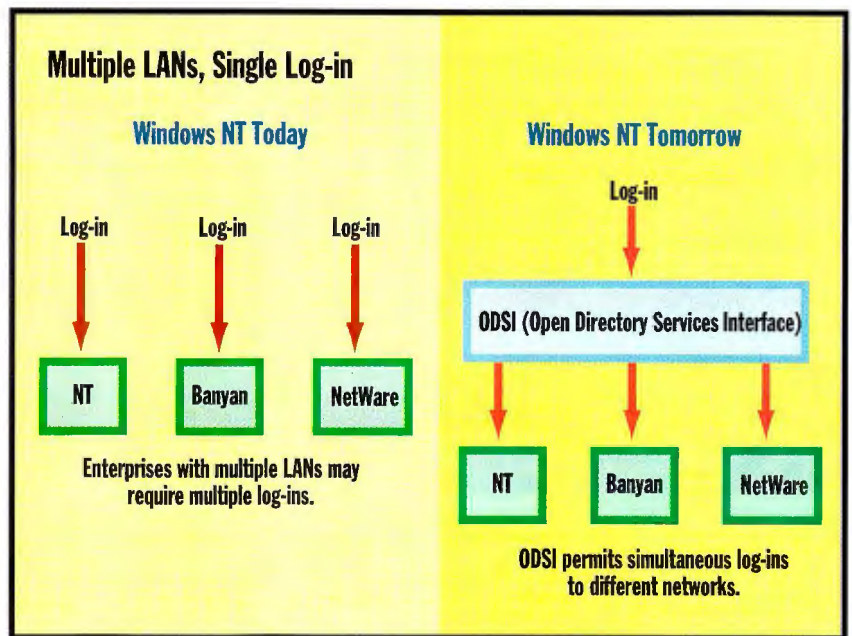 Multiple LANs, Single Log-in
Windows NT Today
Log-in
Log-in
Log-in
NT
Banyan
NetWare
Enterprises with multiple LANs may
require multiple log-ins.
Windows NT Tomorrow
Log-in
ODSI (Open Directory Services Interface)
NT
Banyan
NetWare
ODSI permits simultaneous log-ins
to different networks.